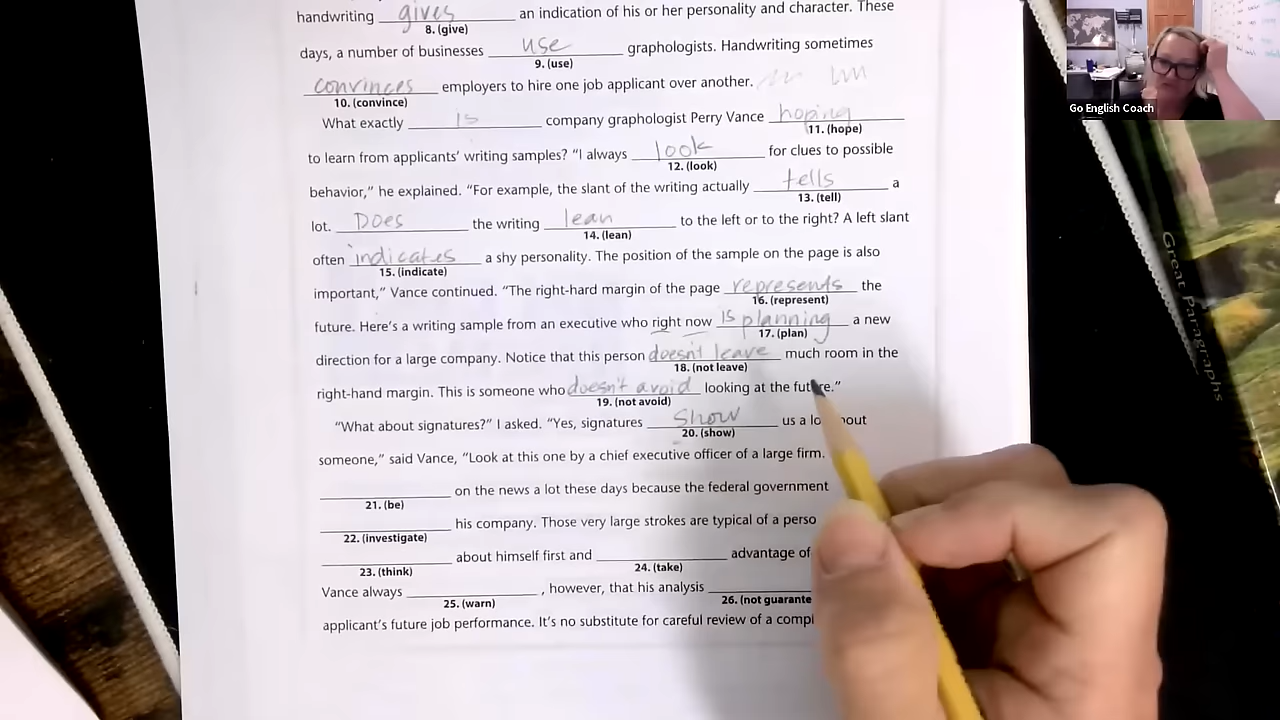 handwriting gives an indication of his or her personality and character. These
8. (give)
days, a number of businesses use graphologists. Handwriting sometimes
9. (use)
convinces employers to hire one job applicant over another.
10. (convince)
What exactly is company graphologist Perry Vance hoping
11. (hope)
to learn from applicants' writing samples? "I always look for clues to possible
12. (look)
behavior," he explained. "For example, the slant of the writing actually tells a
13. (tell)
lot. Does the writing lean to the left or to the right? A left slant
14. (lean)
often indicates a shy personality. The position of the sample on the page is also
15. (indicate)
important," Vance continued. "The right-hard margin of the page represents the
16. (represent)
future. Here's a writing sample from an executive who right now is planning a new
17. (plan)
direction for a large company. Notice that this person doesn't leave much room in the
18. (not leave)
right-hand margin. This is someone who doesn't avoid looking at the future."
19. (not avoid)
"What about signatures?" I asked. "Yes, signatures show us a lot about
20. (show)
someone," said Vance, "Look at this one by a chief executive officer of a large firm.
on the news a lot these days because the federal government
21. (be)
his company. Those very large strokes are typical of a perso
22. (investigate)
about himself first and advantage of
23. (think) 24. (take)
Vance always , however, that his analysis
25. (warn) 26. (not guarante
applicant's future job performance. It's no substitute for careful review of a compl
Go English Coach
Great Paragraphs